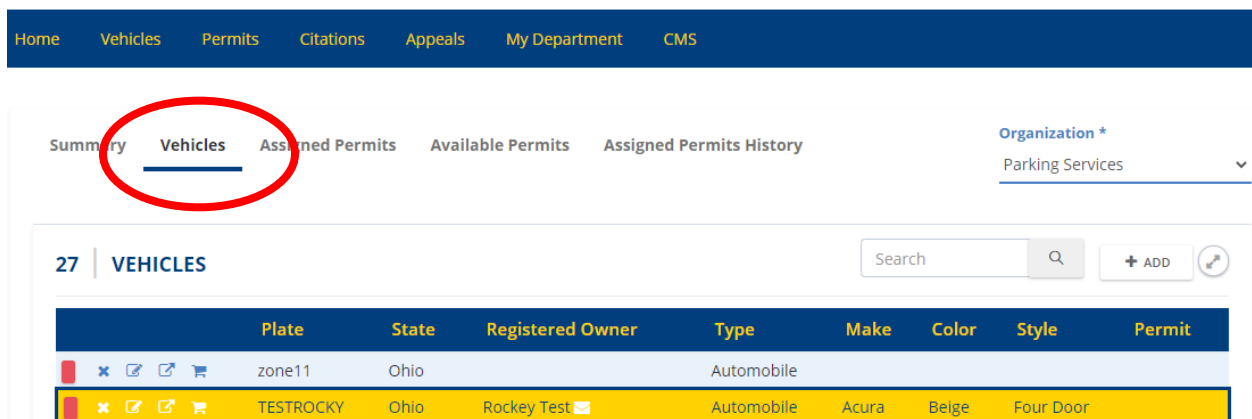 Home Vehicles Permits Citations Appeals My Department CMS
Summary Vehicles Assigned Permits Available Permits Assigned Permits History
Organization *
Parking Services
27 VEHICLES Search + ADD
Plate State Registered Owner Type Make Color Style Permit
zone11 Ohio Automobile
TESTROCKY Ohio Rockey Test Automobile Acura Beige Four Door